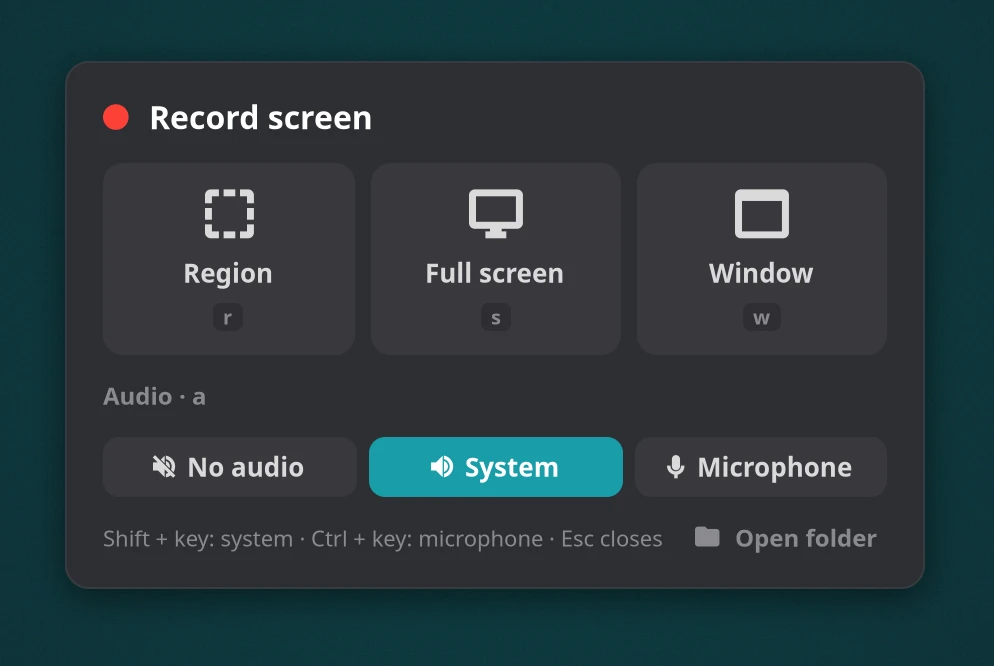 Record screen
Region
Full screen
Window
r
s
w
Audio · a
No audio
System
Microphone
Shift + key: system · Ctrl + key: microphone · Esc closes
Open folder